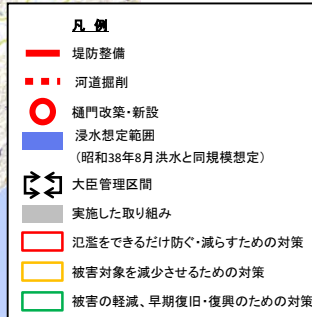 凡 例
堤防整備
河道掘削
樋門改築・新設
浸水想定範囲
（昭和38年8月洪水と同規模想定）
大臣管理区間
実施した取り組み
氾濫をできるだけ防ぐ・減らすための対策
被害対象を減少させるための対策
被害の軽減、早期復旧・復興のための対策